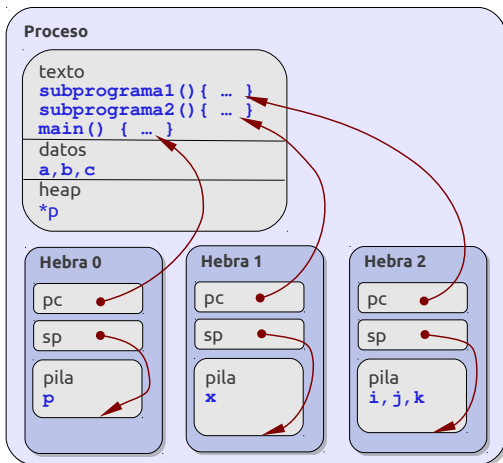 Proceso
texto
subprograma1(){ … }
subprograma2(){ … }
main() { … }
datos
a,b,c
heap
*p
Hebra 0
pc
sp
pila
p
Hebra 1
pc
sp
pila
x
Hebra 2
pc
sp
pila
i,j,k